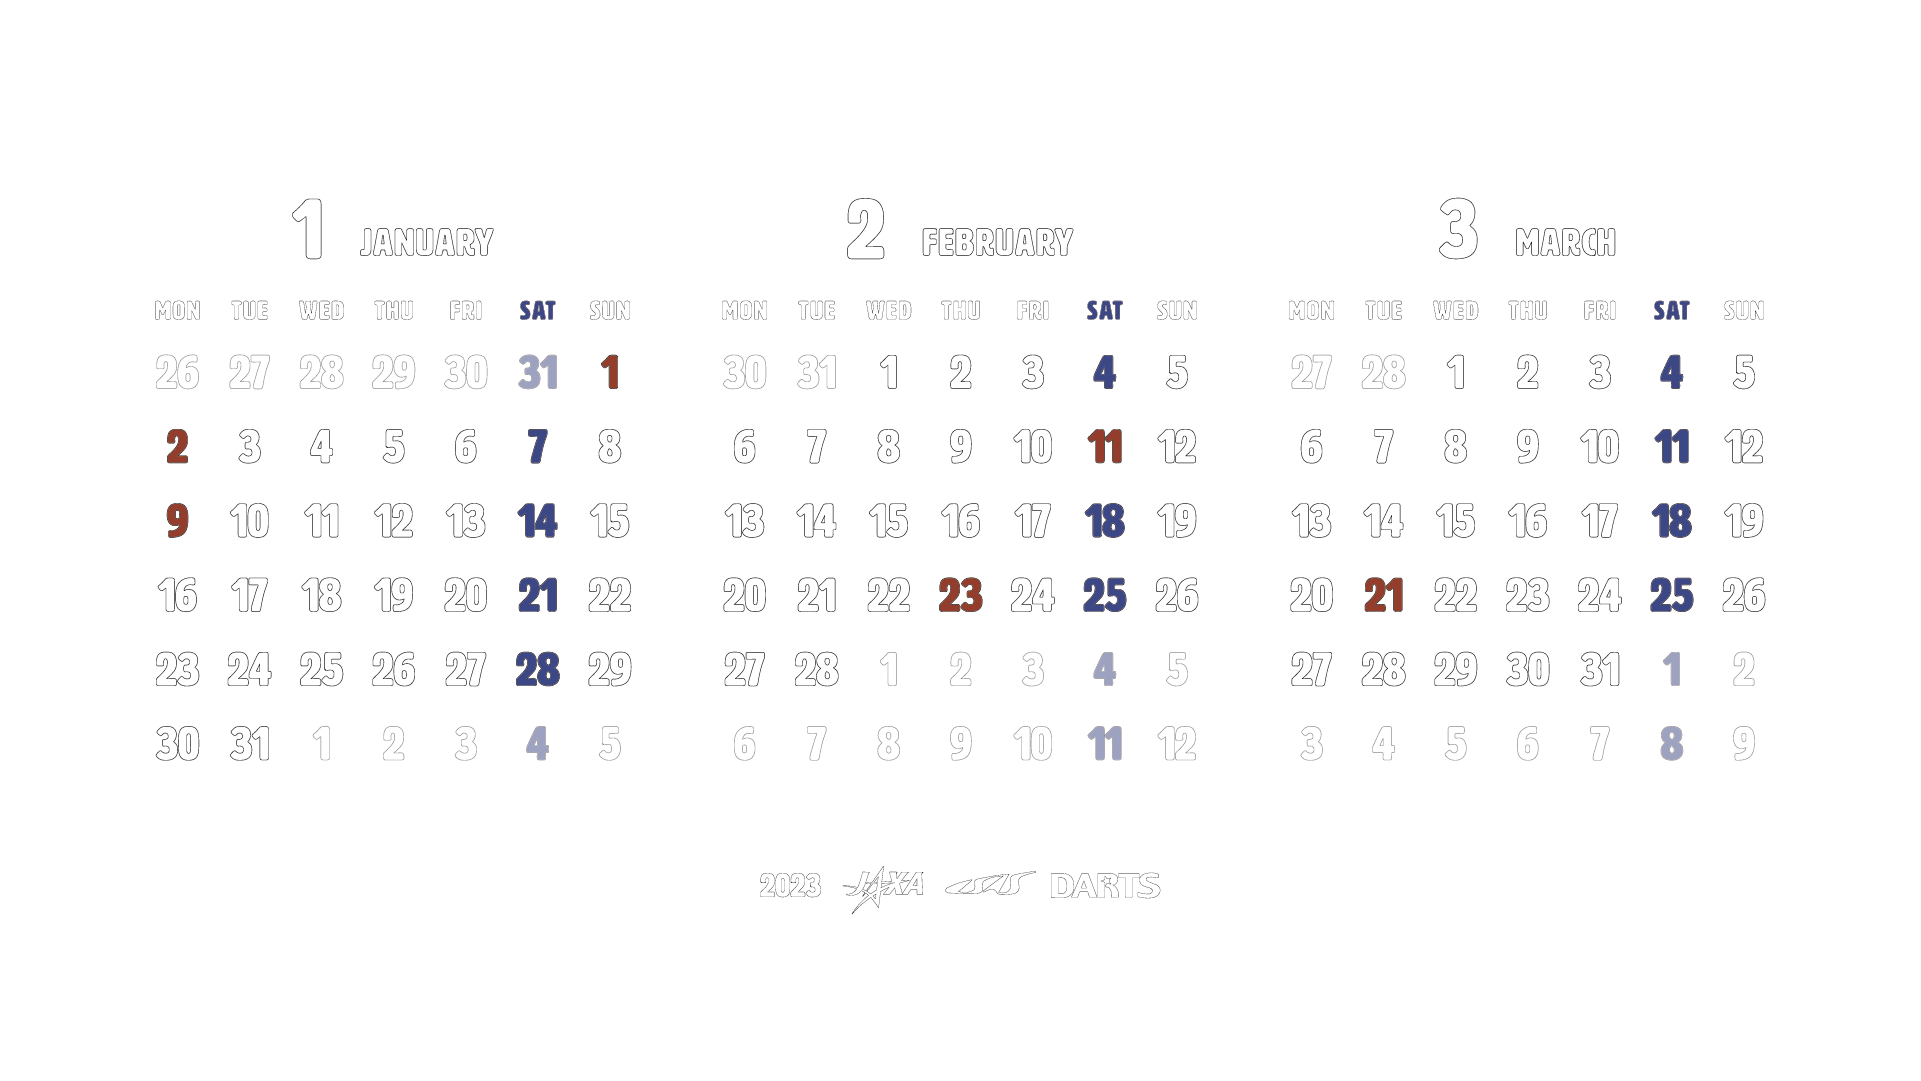 1 JANUARY
MON TUE WED THU FRI SAT SUN
26 27 28 29 30 31 1
2 3 4 5 6 7 8
9 10 11 12 13 14 15
16 17 18 19 20 21 22
23 24 25 26 27 28 29
30 31 1 2 3 4 5
2 FEBRUARY
MON TUE WED THU FRI SAT SUN
30 31 1 2 3 4 5
6 7 8 9 10 11 12
13 14 15 16 17 18 19
20 21 22 23 24 25 26
27 28 1 2 3 4 5
6 7 8 9 10 11 12
3 MARCH
MON TUE WED THU FRI SAT SUN
27 28 1 2 3 4 5
6 7 8 9 10 11 12
13 14 15 16 17 18 19
20 21 22 23 24 25 26
27 28 29 30 31 1 2
3 4 5 6 7 8 9
2023 JAXA ISAS DARTS